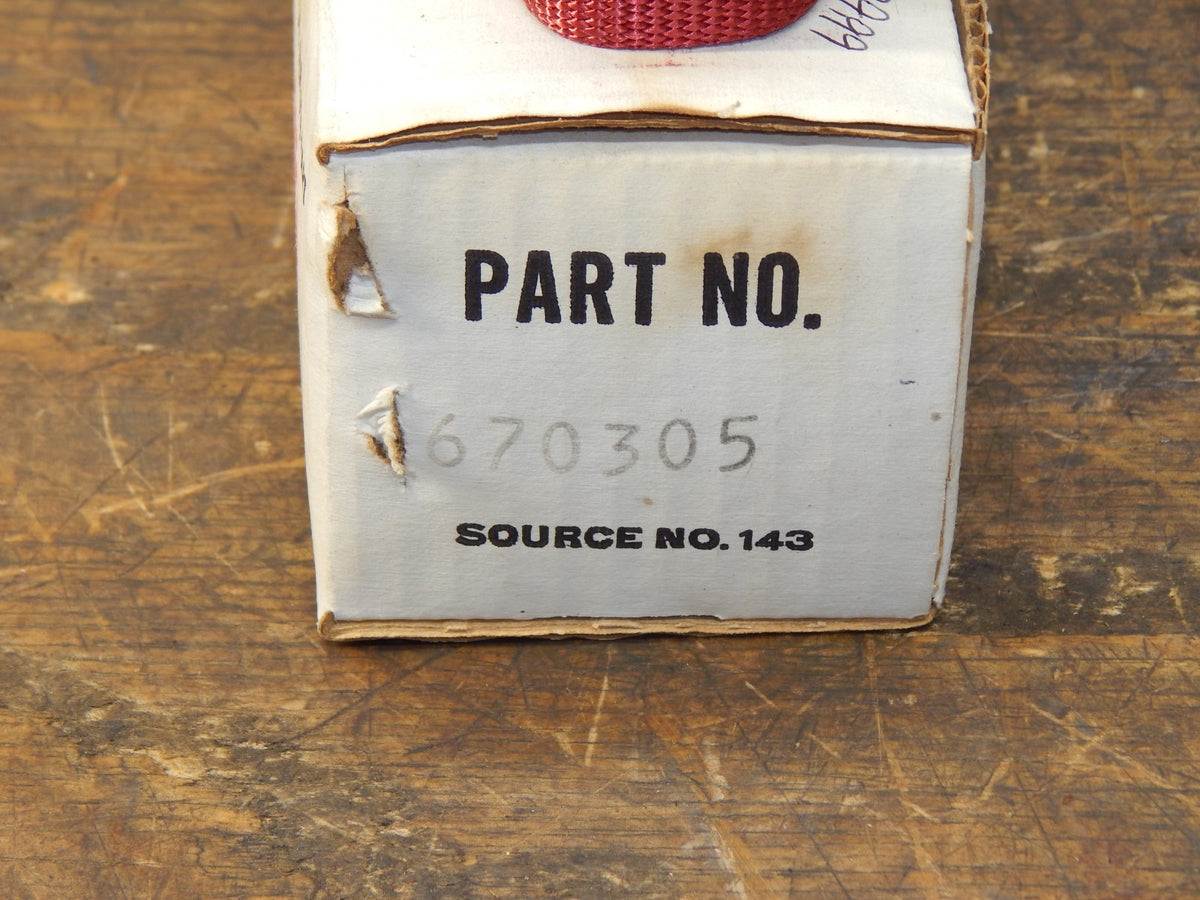 PART NO.
670305
SOURCE NO. 143